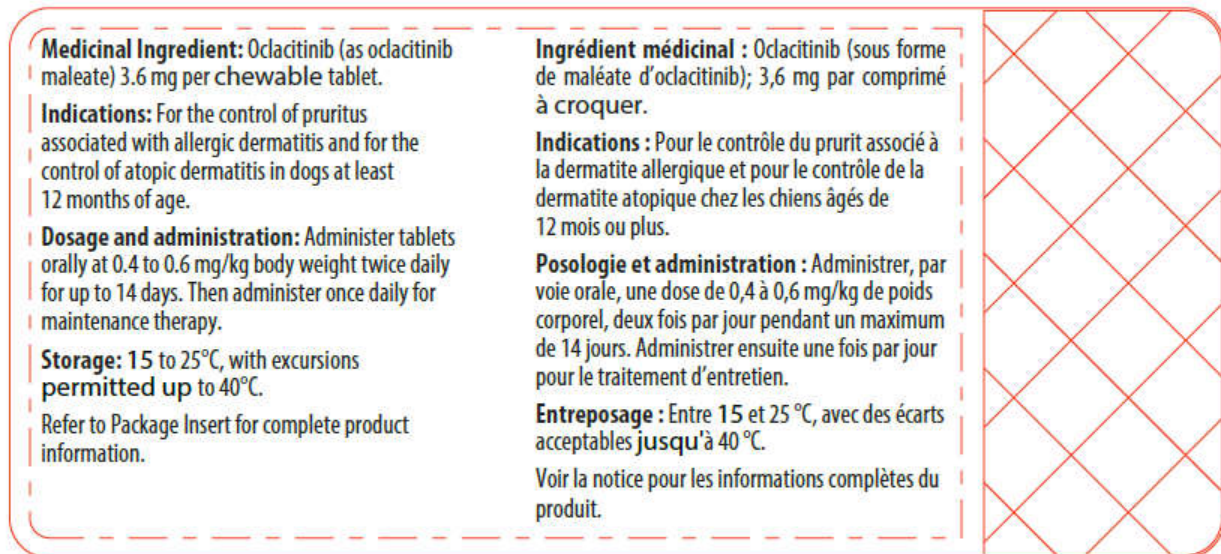 Medicinal Ingredient: Oclacitinib (as oclacitinib
maleate) 3.6 mg per chewable tablet.
Indications: For the control of pruritus
associated with allergic dermatitis and for the
control of atopic dermatitis in dogs at least
12 months of age.
Dosage and administration: Administer tablets
orally at 0.4 to 0.6 mg/kg body weight twice daily
for up to 14 days. Then administer once daily for
maintenance therapy.
Storage: 15 to 25°C, with excursions
permitted up to 40°C.
Refer to Package Insert for complete product
information.
Ingrédient médicinal : Oclacitinib (sous forme
de maléate d'oclacitinib); 3,6 mg par comprimé
à croquer.
Indications : Pour le contrôle du prurit associé à
la dermatite allergique et pour le contrôle de la
dermatite atopique chez les chiens âgés de
12 mois ou plus.
Posologie et administration : Administrer, par
voie orale, une dose de 0,4 à 0,6 mg/kg de poids
corporel, deux fois par jour pendant un maximum
de 14 jours. Administrer ensuite une fois par jour
pour le traitement d'entretien.
Entreposage : Entre 15 et 25 °C, avec des écarts
acceptables jusqu'à 40 °C.
Voir la notice pour les informations complètes du
produit.